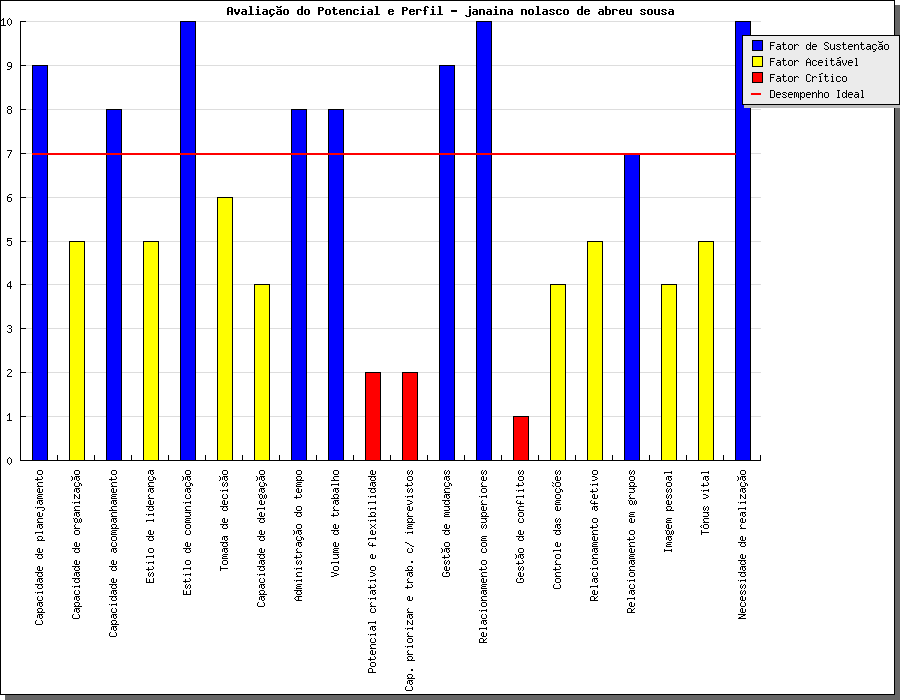 Avaliação do Potencial e Perfil - janaina nolasco de abreu sousa
10
9
8
7
6
5
4
3
2
1
0
Fator de Sustentação
Fator Aceitável
Fator Crítico
Desempenho Ideal
Capacidade de planejamento
Capacidade de organização
Capacidade de acompanhamento
Estilo de liderança
Estilo de comunicação
Tomada de decisão
Capacidade de delegação
Administração do tempo
Volume de trabalho
Potencial criativo e flexibilidade
Cap. priorizar e trab. c/ imprevistos
Gestão de mudanças
Relacionamento com superiores
Gestão de conflitos
Controle das emoções
Relacionamento afetivo
Relacionamento em grupos
Imagem pessoal
Tônus vital
Necessidade de realização